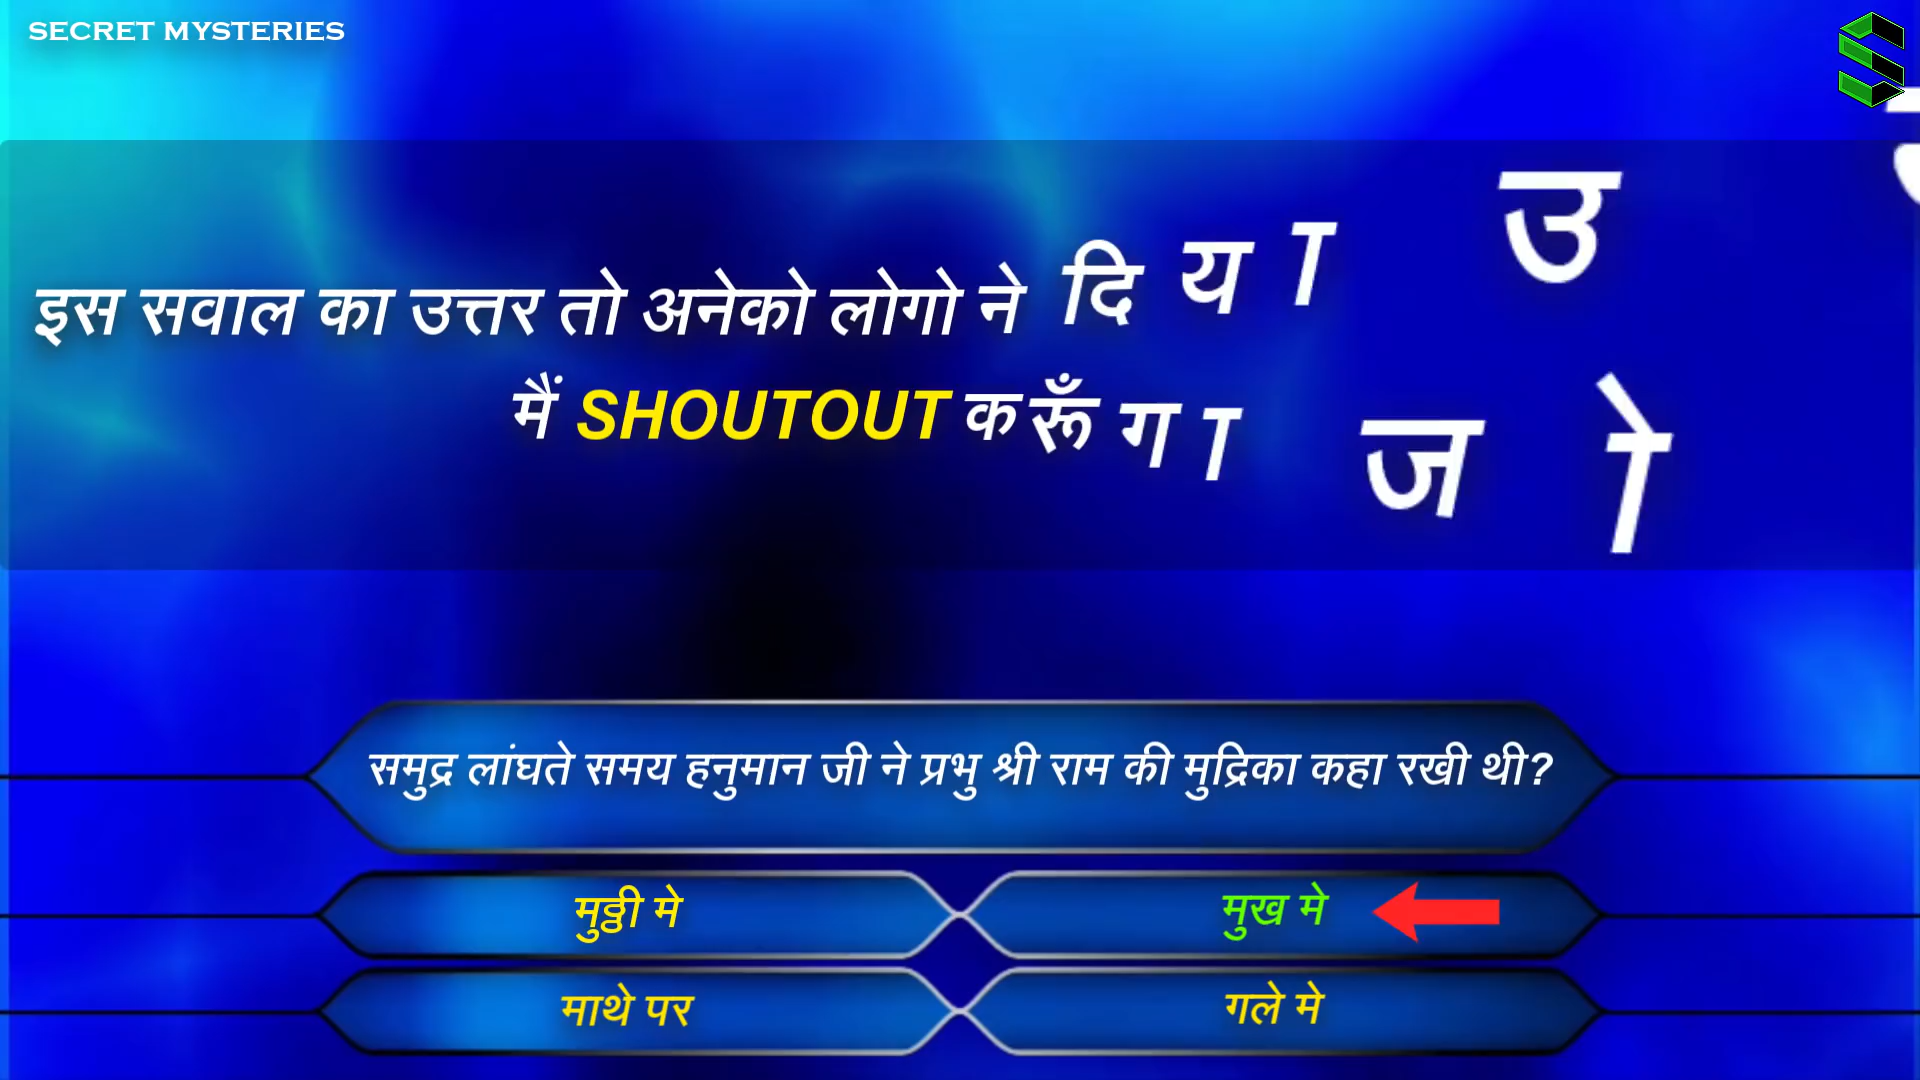 SECRET MYSTERIES
इस सवाल का उत्तर तो अनेको लोगो ने दिया उ
मैं SHOUTOUT करूँगा जो
समुद्र लांघते समय हनुमान जी ने प्रभु श्री राम की मुद्रिका कहा रखी थी?
मुठ्ठी मे
मुख मे
माथे पर
गले मे